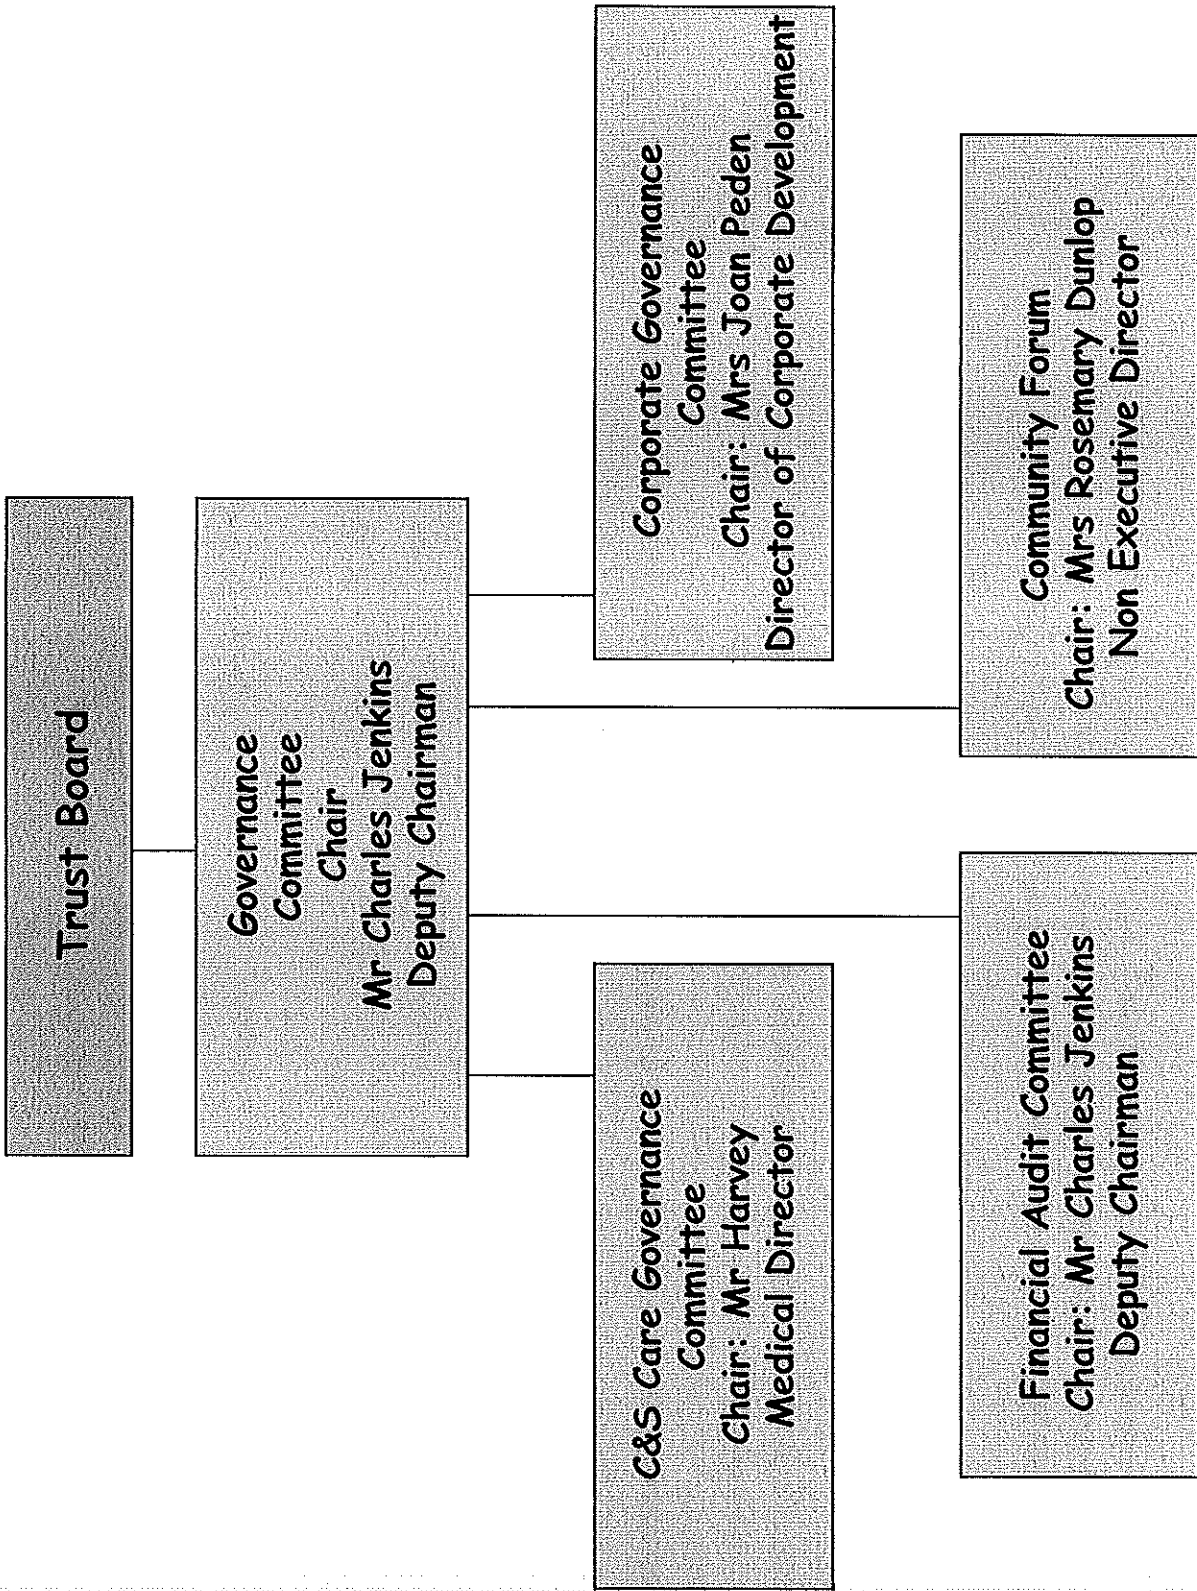 Trust Board
Governance
Committee
Chair
Mr Charles Jenkins
Deputy Chairman
C&S Care Governance
Committee
Chair: Mr Harvey
Medical Director
Corporate Governance
Committee
Chair: Mrs Joan Peden
Director of Corporate Development
Financial Audit Committee
Chair: Mr Charles Jenkins
Deputy Chairman
Community Forum
Chair: Mrs Rosemary Dunlop
Non Executive Director